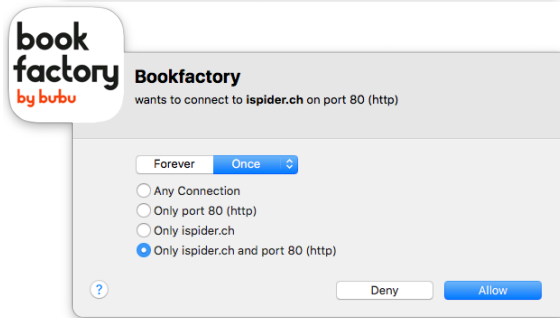 book
factory
by bubu
Bookfactory
wants to connect to ispider.ch on port 80 (http)
Forever
Once
Any Connection
Only port 80 (http)
Only ispider.ch
Only ispider.ch and port 80 (http)
?
Deny
Allow